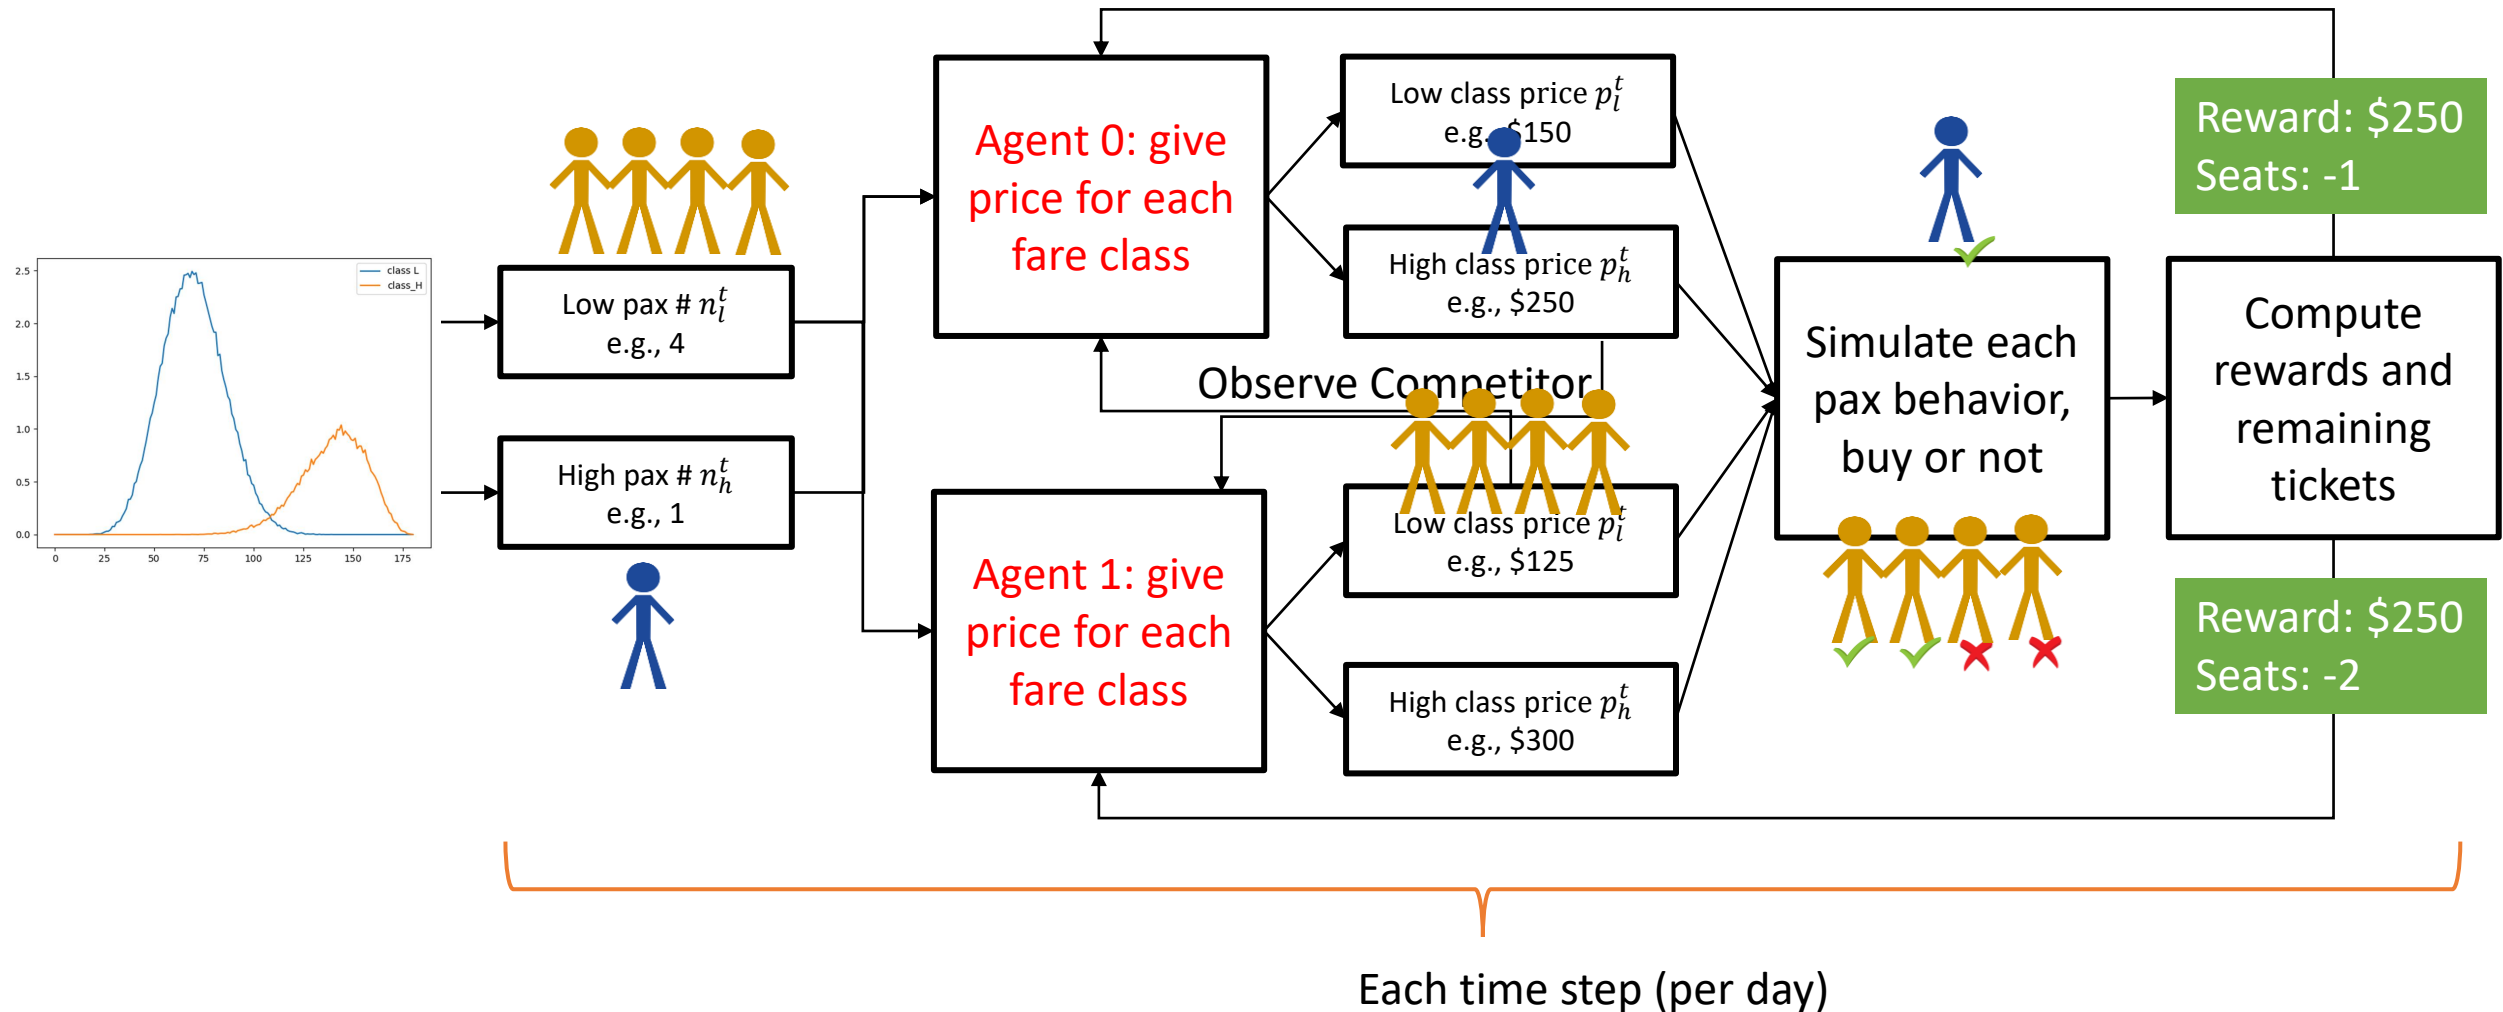 2.5
2.0
1.5
1.0
0.5
0.0
0 25 50 75 100 125 150 175
class L
class_H
Low pax # n_l^t
e.g., 4
High pax # n_h^t
e.g., 1
Agent 0: give
price for each
fare class
Agent 1: give
price for each
fare class
Low class price p_l^t
e.g., $150
High class price p_h^t
e.g., $250
Observe Competitor
Low class price p_l^t
e.g., $125
High class price p_h^t
e.g., $300
Simulate each
pax behavior,
buy or not
Reward: $250
Seats: -1
Compute
rewards and
remaining
tickets
Reward: $250
Seats: -2
Each time step (per day)